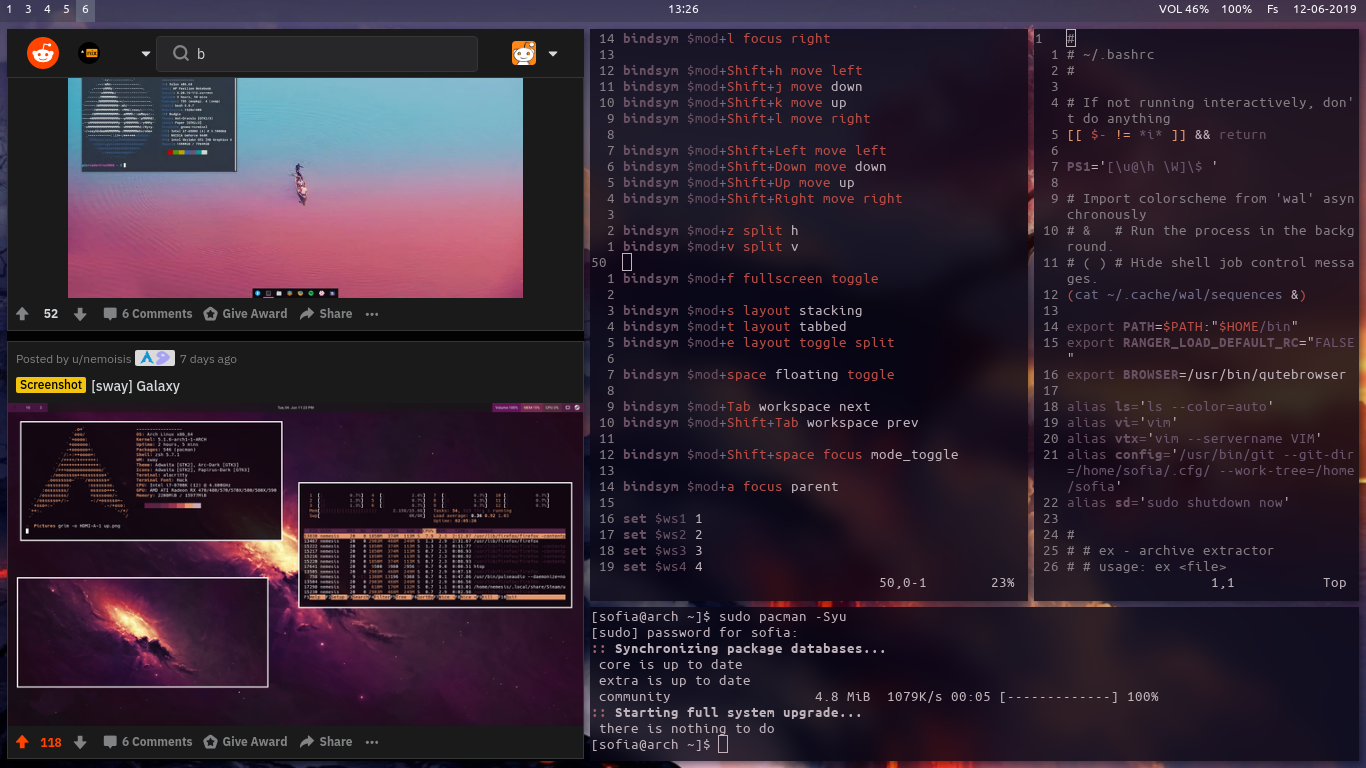 1 3 4 5 6
13:26
VOL 46% 100% Fs 12-06-2019
nix
b
52 6 Comments Give Award Share
Posted by u/nemoisis 7 days ago
Screenshot [sway] Galaxy
118 6 Comments Give Award Share
14 bindsym $mod+l focus right
13
12 bindsym $mod+Shift+h move left
11 bindsym $mod+Shift+j move down
10 bindsym $mod+Shift+k move up
9 bindsym $mod+Shift+l move right
8
7 bindsym $mod+Shift+Left move left
6 bindsym $mod+Shift+Down move down
5 bindsym $mod+Shift+Up move up
4 bindsym $mod+Shift+Right move right
3
2 bindsym $mod+z split h
1 bindsym $mod+v split v
50
1 bindsym $mod+f fullscreen toggle
2
3 bindsym $mod+s layout stacking
4 bindsym $mod+t layout tabbed
5 bindsym $mod+e layout toggle split
6
7 bindsym $mod+space floating toggle
8
9 bindsym $mod+Tab workspace next
10 bindsym $mod+Shift+Tab workspace prev
11
12 bindsym $mod+Shift+space focus mode_toggle
13
14 bindsym $mod+a focus parent
15
16 set $ws1 1
17 set $ws2 2
18 set $ws3 3
19 set $ws4 4
50,0-1 23%
1 #
1 # ~/.bashrc
2 #
3
4 # If not running interactively, don'
t do anything
5 [[ $- != *i* ]] && return
6
7 PS1='[\u@\h \W]\$ '
8
9 # Import colorscheme from 'wal' asyn
chronously
10 # & # Run the process in the backg
round.
11 # ( ) # Hide shell job control messa
ges.
12 (cat ~/.cache/wal/sequences &)
13
14 export PATH=$PATH:"$HOME/bin"
15 export RANGER_LOAD_DEFAULT_RC="FALSE
"
16 export BROWSER=/usr/bin/qutebrowser
17
18 alias ls='ls --color=auto'
19 alias vi='vim'
20 alias vtx='vim --servername VIM'
21 alias config='/usr/bin/git --git-dir
=/home/sofia/.cfg/ --work-tree=/home
/sofia'
22 alias sd='sudo shutdown now'
23
24 #
25 # # ex - archive extractor
26 # # usage: ex <file>
1,1 Top
[sofia@arch ~]$ sudo pacman -Syu
[sudo] password for sofia:
:: Synchronizing package databases...
core is up to date
extra is up to date
community 4.8 MiB 1079K/s 00:05 [-------------] 100%
:: Starting full system upgrade...
there is nothing to do
[sofia@arch ~]$